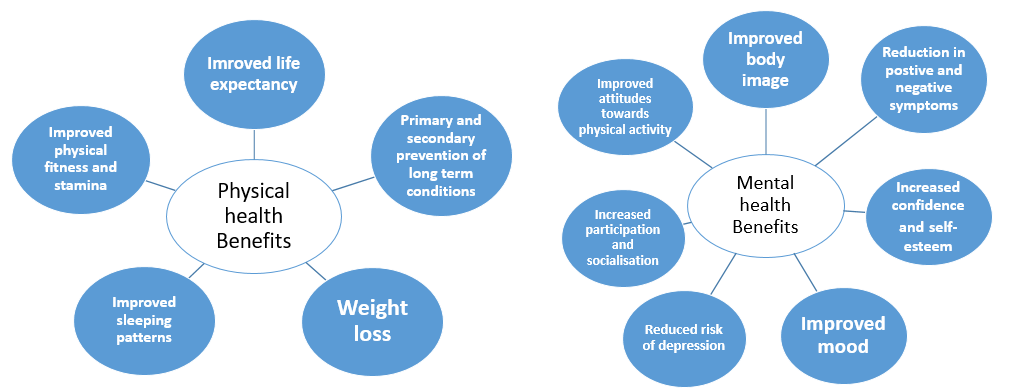 Imroved life
expectancy
Improved
physical
fitness and
stamina
Primary and
secondary
prevention of
long term
conditions
Physical
health
Benefits
Improved
sleeping
patterns
Weight
loss
Improved
body
image
Improved
attitudes
towards
physical activity
Reduction in
postive and
negative
symptoms
Mental
health
Benefits
Increased
participation
and
socialisation
Increased
confidence
and self-
esteem
Reduced risk
of depression
Improved
mood